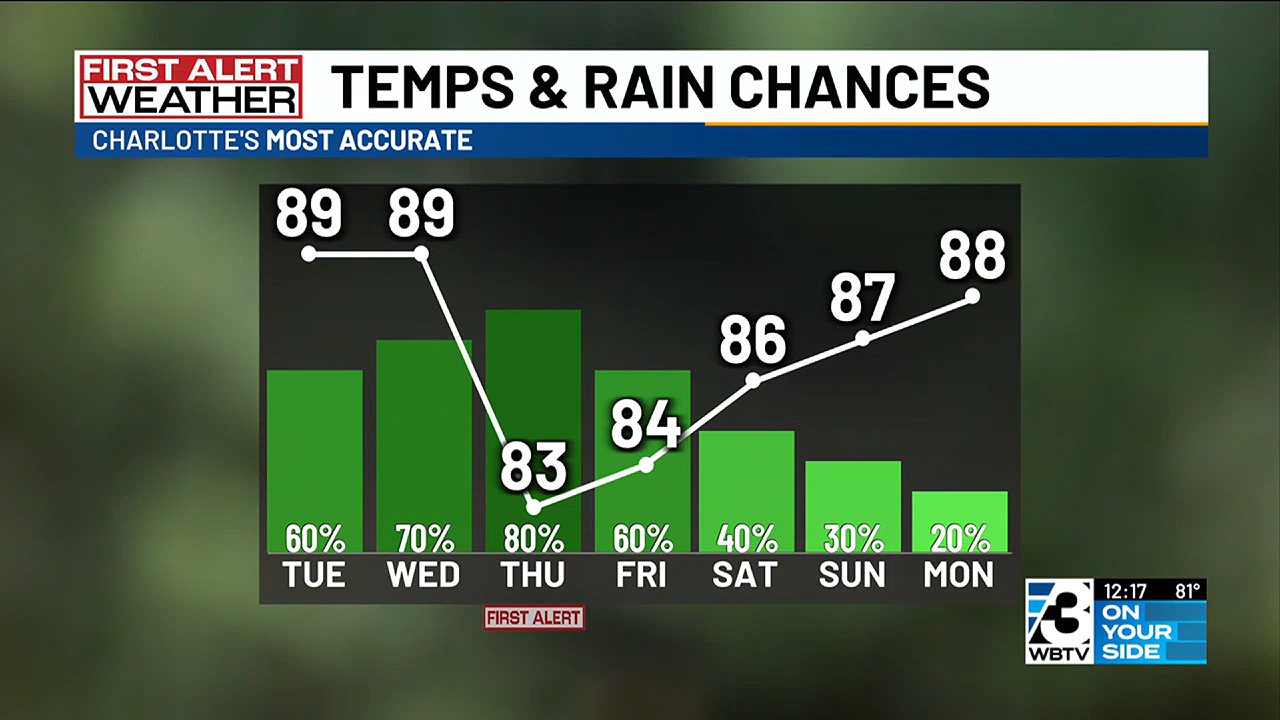 FIRST ALERT
WEATHER
TEMPS & RAIN CHANCES
CHARLOTTE'S MOST ACCURATE
89 89 83 84 86 87 88
60% 70% 80% 60% 40% 30% 20%
TUE WED THU FRI SAT SUN MON
FIRST ALERT
3
WBTV
12:17 81°
ON
YOUR
SIDE